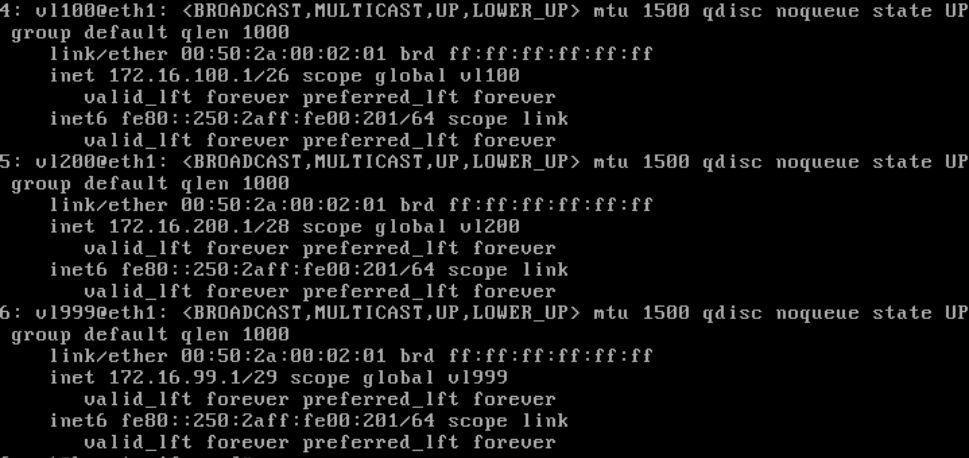 4: vl100@eth1: <BROADCAST,MULTICAST,UP,LOWER_UP> mtu 1500 qdisc noqueue state UP
group default qlen 1000
link/ether 00:50:2a:00:02:01 brd ff:ff:ff:ff:ff:ff
inet 172.16.100.1/26 scope global vl100
valid_lft forever preferred_lft forever
inet6 fe80::250:2aff:fe00:201/64 scope link
valid_lft forever preferred_lft forever
5: vl200@eth1: <BROADCAST,MULTICAST,UP,LOWER_UP> mtu 1500 qdisc noqueue state UP
group default qlen 1000
link/ether 00:50:2a:00:02:01 brd ff:ff:ff:ff:ff:ff
inet 172.16.200.1/28 scope global vl200
valid_lft forever preferred_lft forever
inet6 fe80::250:2aff:fe00:201/64 scope link
valid_lft forever preferred_lft forever
6: vl999@eth1: <BROADCAST,MULTICAST,UP,LOWER_UP> mtu 1500 qdisc noqueue state UP
group default qlen 1000
link/ether 00:50:2a:00:02:01 brd ff:ff:ff:ff:ff:ff
inet 172.16.99.1/29 scope global vl999
valid_lft forever preferred_lft forever
inet6 fe80::250:2aff:fe00:201/64 scope link
valid_lft forever preferred_lft forever